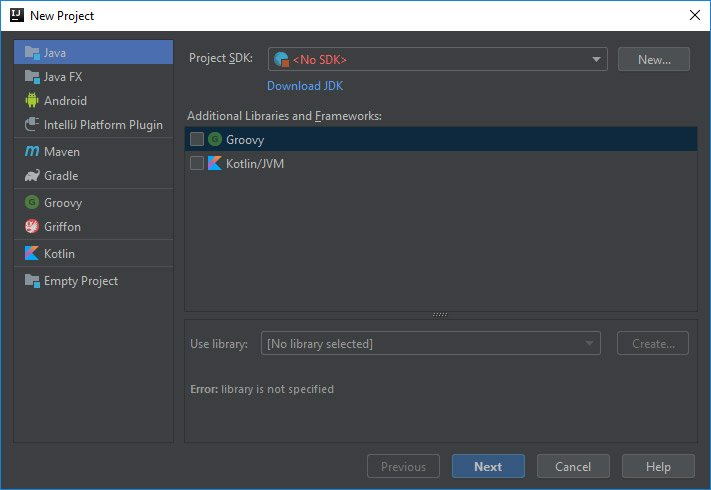 New Project
Java
Java FX
Android
IntelliJ Platform Plugin
Maven
Gradle
Groovy
Griffon
Kotlin
Empty Project
Project SDK: <No SDK> New...
Download JDK
Additional Libraries and Frameworks:
Groovy
Kotlin/JVM
Use library: [No library selected] Create...
Error: library is not specified
Previous Next Cancel Help